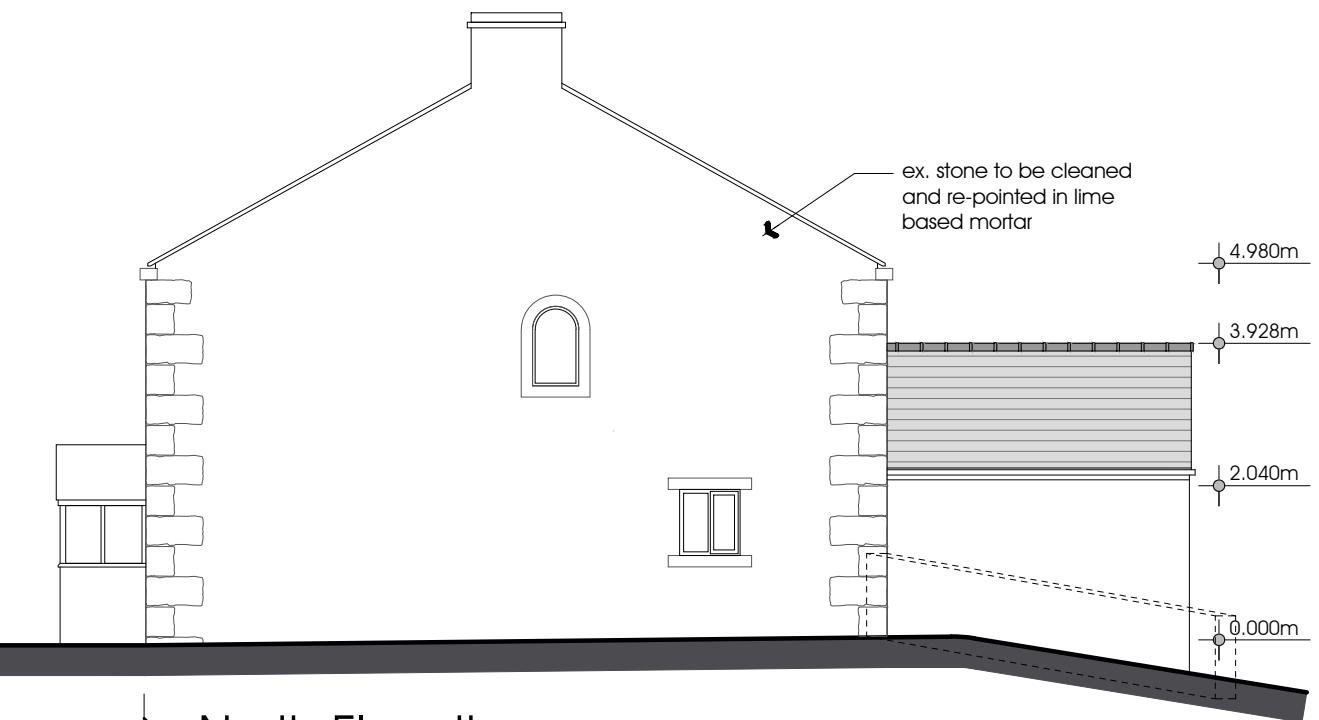 ex. stone to be cleaned
and re-pointed in lime
based mortar
4.980m
3.928m
2.040m
0.000m